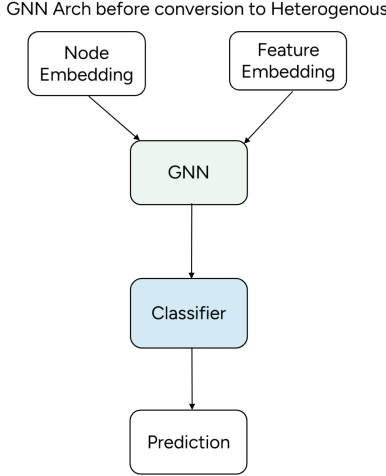 GNN Arch before conversion to Heterogenous
Node
Embedding
Feature
Embedding
GNN
Classifier
Prediction